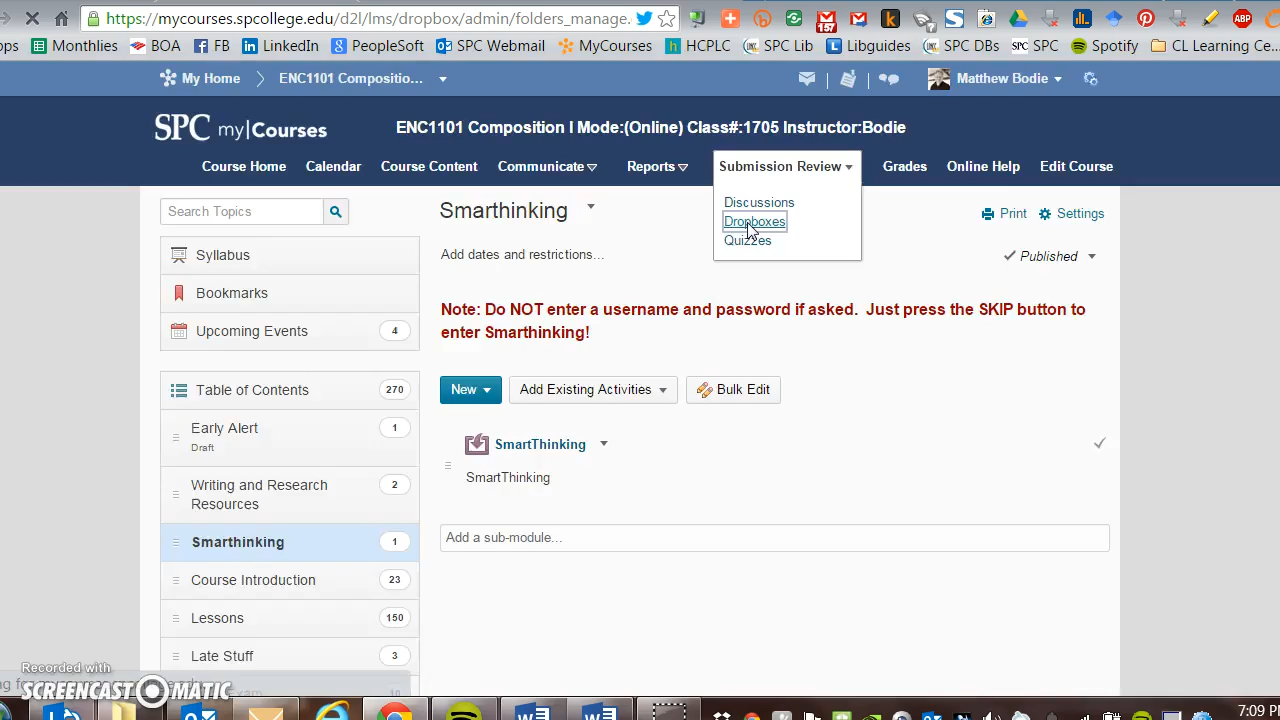 https://mycourses.spcollege.edu/d2l/lms/dropbox/admin/folders_manage.
157
ABP
Monthlies BOA FB LinkedIn PeopleSoft SPC Webmail MyCourses HCPLC SPC Lib Libguides SPC DBs SPC SPC Spotify CL Learning Ce...
My Home ENC1101 Compositio... Matthew Bodie
SPC my|Courses ENC1101 Composition I Mode:(Online) Class#:1705 Instructor:Bodie
Course Home Calendar Course Content Communicate Reports Submission Review Grades Online Help Edit Course
Discussions
Dropboxes
Quizzes
Search Topics
Smarthinking
Print Settings
Syllabus
Add dates and restrictions...
Published
Bookmarks
Note: Do NOT enter a username and password if asked. Just press the SKIP button to
enter Smarthinking!
Upcoming Events 4
Table of Contents 270
New Add Existing Activities Bulk Edit
Early Alert 1
Draft
SmartThinking
SmartThinking
Writing and Research
Resources
2
Smarthinking 1
Add a sub-module...
Course Introduction 23
Lessons 150
Late Stuff 3
Recorded with
SCREENCAST MATIC
7:09 PM